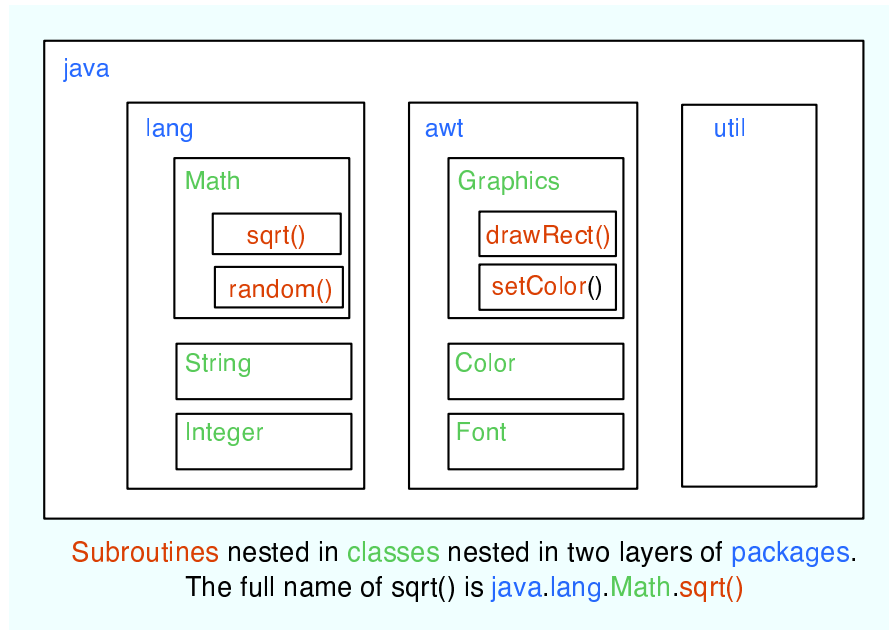 java
lang
Math
sqrt()
random()
String
Integer
awt
Graphics
drawRect()
setColor()
Color
Font
util
Subroutines nested in classes nested in two layers of packages.
The full name of sqrt() is java.lang.Math.sqrt()